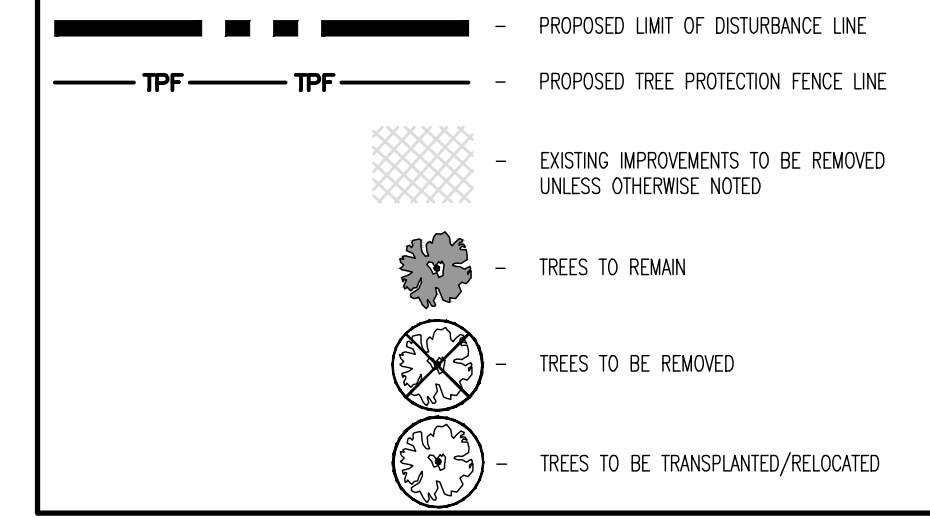 – PROPOSED LIMIT OF DISTURBANCE LINE
TPF TPF – PROPOSED TREE PROTECTION FENCE LINE
– EXISTING IMPROVEMENTS TO BE REMOVED
UNLESS OTHERWISE NOTED
– TREES TO REMAIN
– TREES TO BE REMOVED
– TREES TO BE TRANSPLANTED/RELOCATED